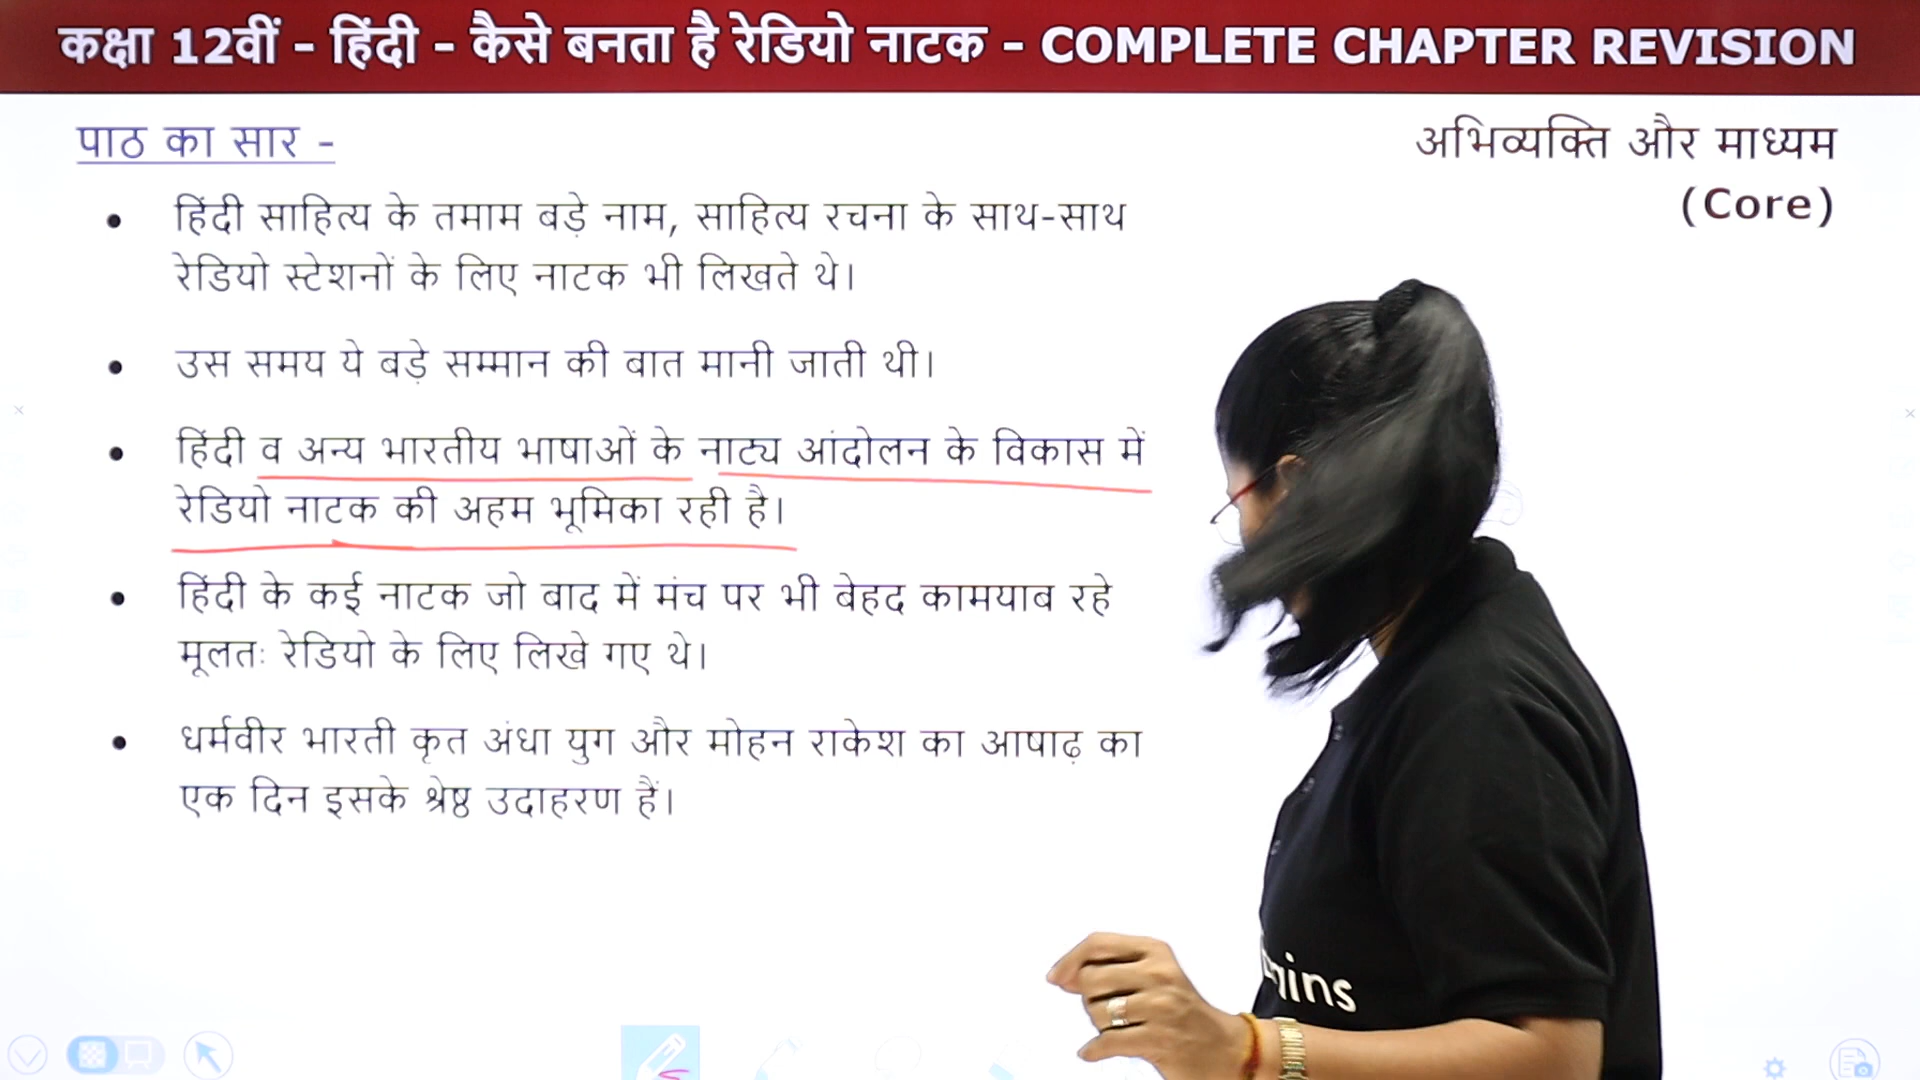 कक्षा 12वीं - हिंदी - कैसे बनता है रेडियो नाटक - COMPLETE CHAPTER REVISION
पाठ का सार -
अभिव्यक्ति और माध्यम
(Core)
• हिंदी साहित्य के तमाम बड़े नाम, साहित्य रचना के साथ-साथ
रेडियो स्टेशनों के लिए नाटक भी लिखते थे।
• उस समय ये बड़े सम्मान की बात मानी जाती थी।
• हिंदी व अन्य भारतीय भाषाओं के नाट्य आंदोलन के विकास में
रेडियो नाटक की अहम भूमिका रही है।
• हिंदी के कई नाटक जो बाद में मंच पर भी बेहद कामयाब रहे
मूलतः रेडियो के लिए लिखे गए थे।
• धर्मवीर भारती कृत अंधा युग और मोहन राकेश का आषाढ़ का
एक दिन इसके श्रेष्ठ उदाहरण हैं।